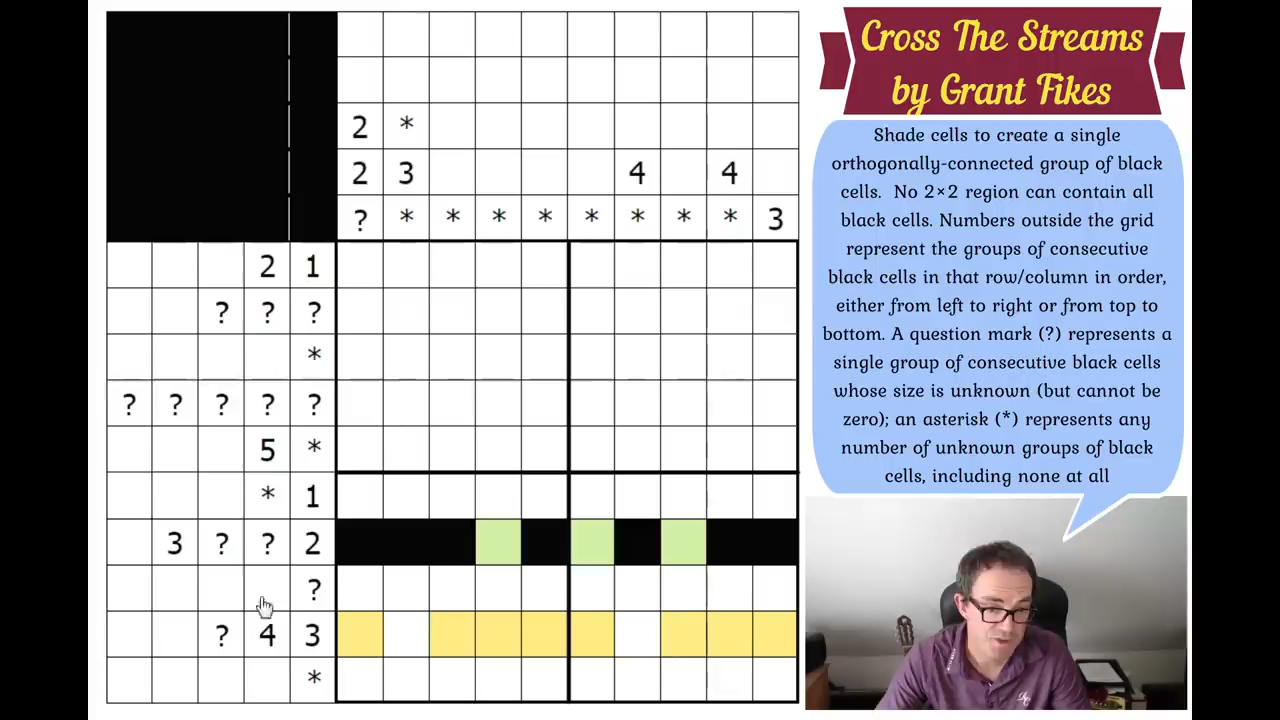 Cross The Streams
by Grant Fikes
Shade cells to create a single
orthogonally-connected group of black
cells. No 2×2 region can contain all
black cells. Numbers outside the grid
represent the groups of consecutive
black cells in that row/column in order,
either from left to right or from top to
bottom. A question mark (?) represents a
single group of consecutive black cells
whose size is unknown (but cannot be
zero); an asterisk (*) represents any
number of unknown groups of black
cells, including none at all
2 *
2 3 4 4
? * * * * * * * * 3
2 1
? ? ?
*
? ? ? ? ?
5 *
* 1
3 ? ? 2
?
? 4 3
*